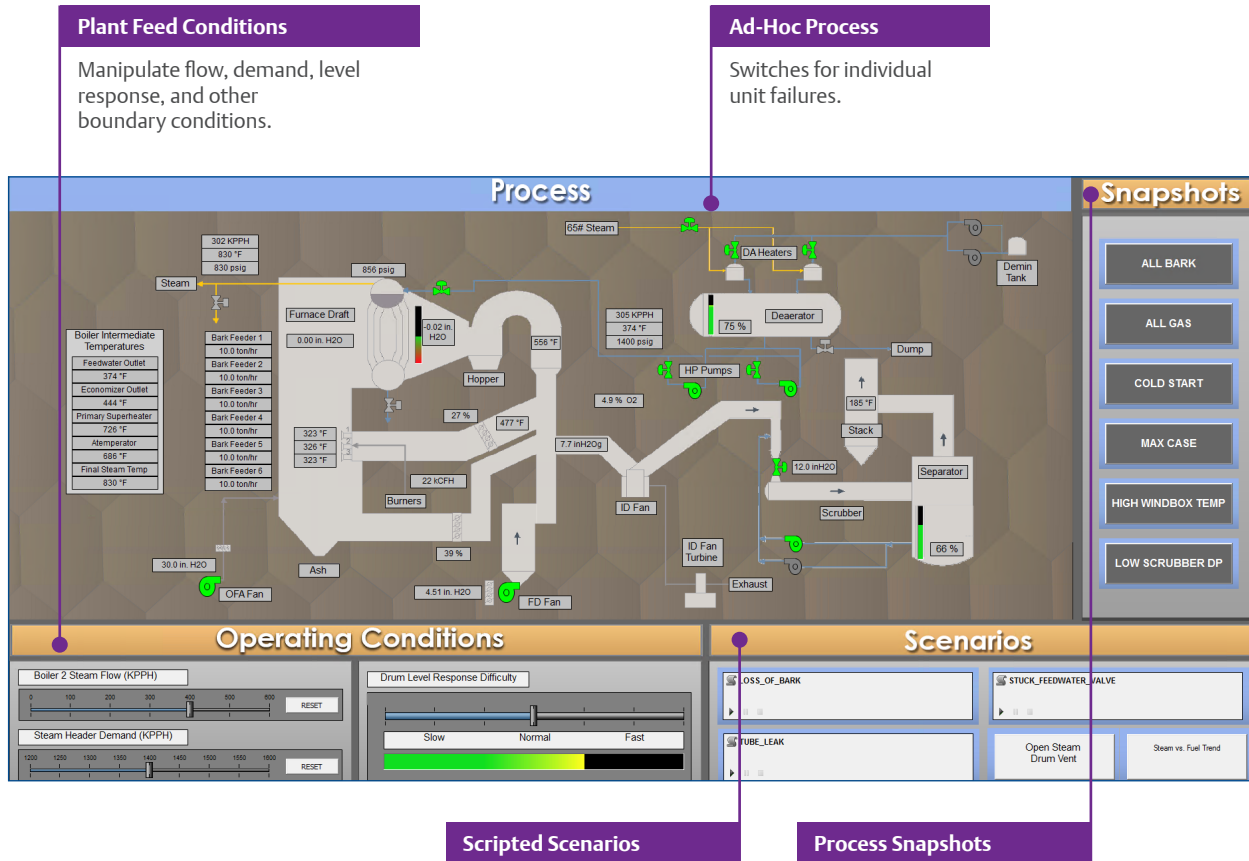 Plant Feed Conditions
Manipulate flow, demand, level
response, and other
boundary conditions.
Ad-Hoc Process
Switches for individual
unit failures.
Process
Snapshots
302 KPPH
830 °F
830 psig
Steam
856 psig
65# Steam
DA Heaters
Demin
Tank
Furnace Draft
0.00 in. H2O
-0.02 in.
H2O
556 °F
Hopper
305 KPPH
374 °F
1400 psig
75 %
Deaerator
Dump
HP Pumps
Boiler Intermediate
Temperatures
Feedwater Outlet
374 °F
Economizer Outlet
444 °F
Primary Superheater
726 °F
Atemperator
686 °F
Final Steam Temp
830 °F
Bark Feeder 1
10.0 ton/hr
Bark Feeder 2
10.0 ton/hr
Bark Feeder 3
10.0 ton/hr
Bark Feeder 4
10.0 ton/hr
Bark Feeder 5
10.0 ton/hr
Bark Feeder 6
10.0 ton/hr
323 °F
326 °F
323 °F
27 %
477 °F
4.9 % O2
185 °F
Stack
7.7 inH2Og
12.0 inH2O
Separator
22 kCFH
Burners
ID Fan
Scrubber
66 %
39 %
Ash
30.0 in. H2O
OFA Fan
4.51 in. H2O
FD Fan
ID Fan
Turbine
Exhaust
ALL BARK
ALL GAS
COLD START
MAX CASE
HIGH WINDBOX TEMP
LOW SCRUBBER DP
Operating Conditions
Scenarios
Boiler 2 Steam Flow (KPPH)
0 100 200 300 400 500 600
RESET
Steam Header Demand (KPPH)
1200 1250 1300 1350 1400 1450 1500 1550 1600
RESET
Drum Level Response Difficulty
Slow Normal Fast
LOSS_OF_BARK
STUCK_FEEDWATER_VALVE
TUBE_LEAK
Open Steam
Drum Vent
Steam vs. Fuel Trend
Scripted Scenarios
Process Snapshots